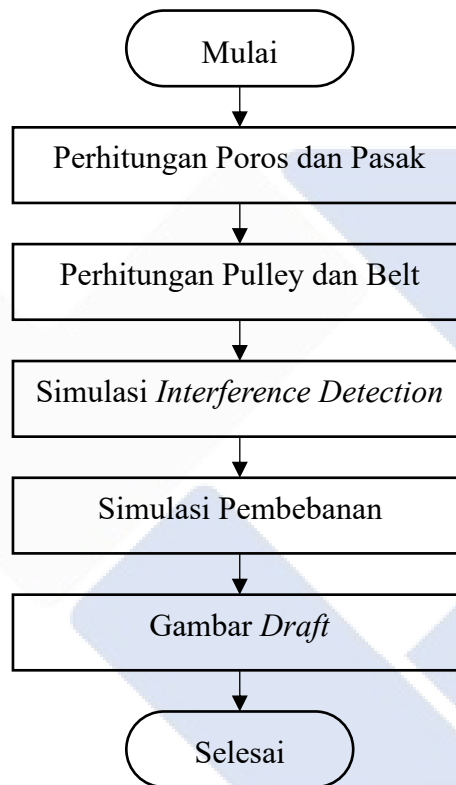 Mulai
Perhitungan Poros dan Pasak
Perhitungan Pulley dan Belt
Simulasi Interference Detection
Simulasi Pembebanan
Gambar Draft
Selesai